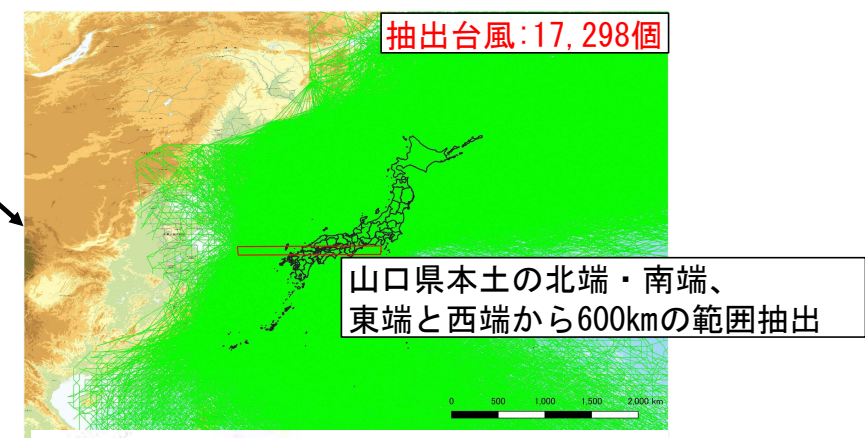 抽出台風:17,298個
山口県本土の北端・南端、
東端と西端から600kmの範囲抽出
0 500 1,000 1,500 2,000 km